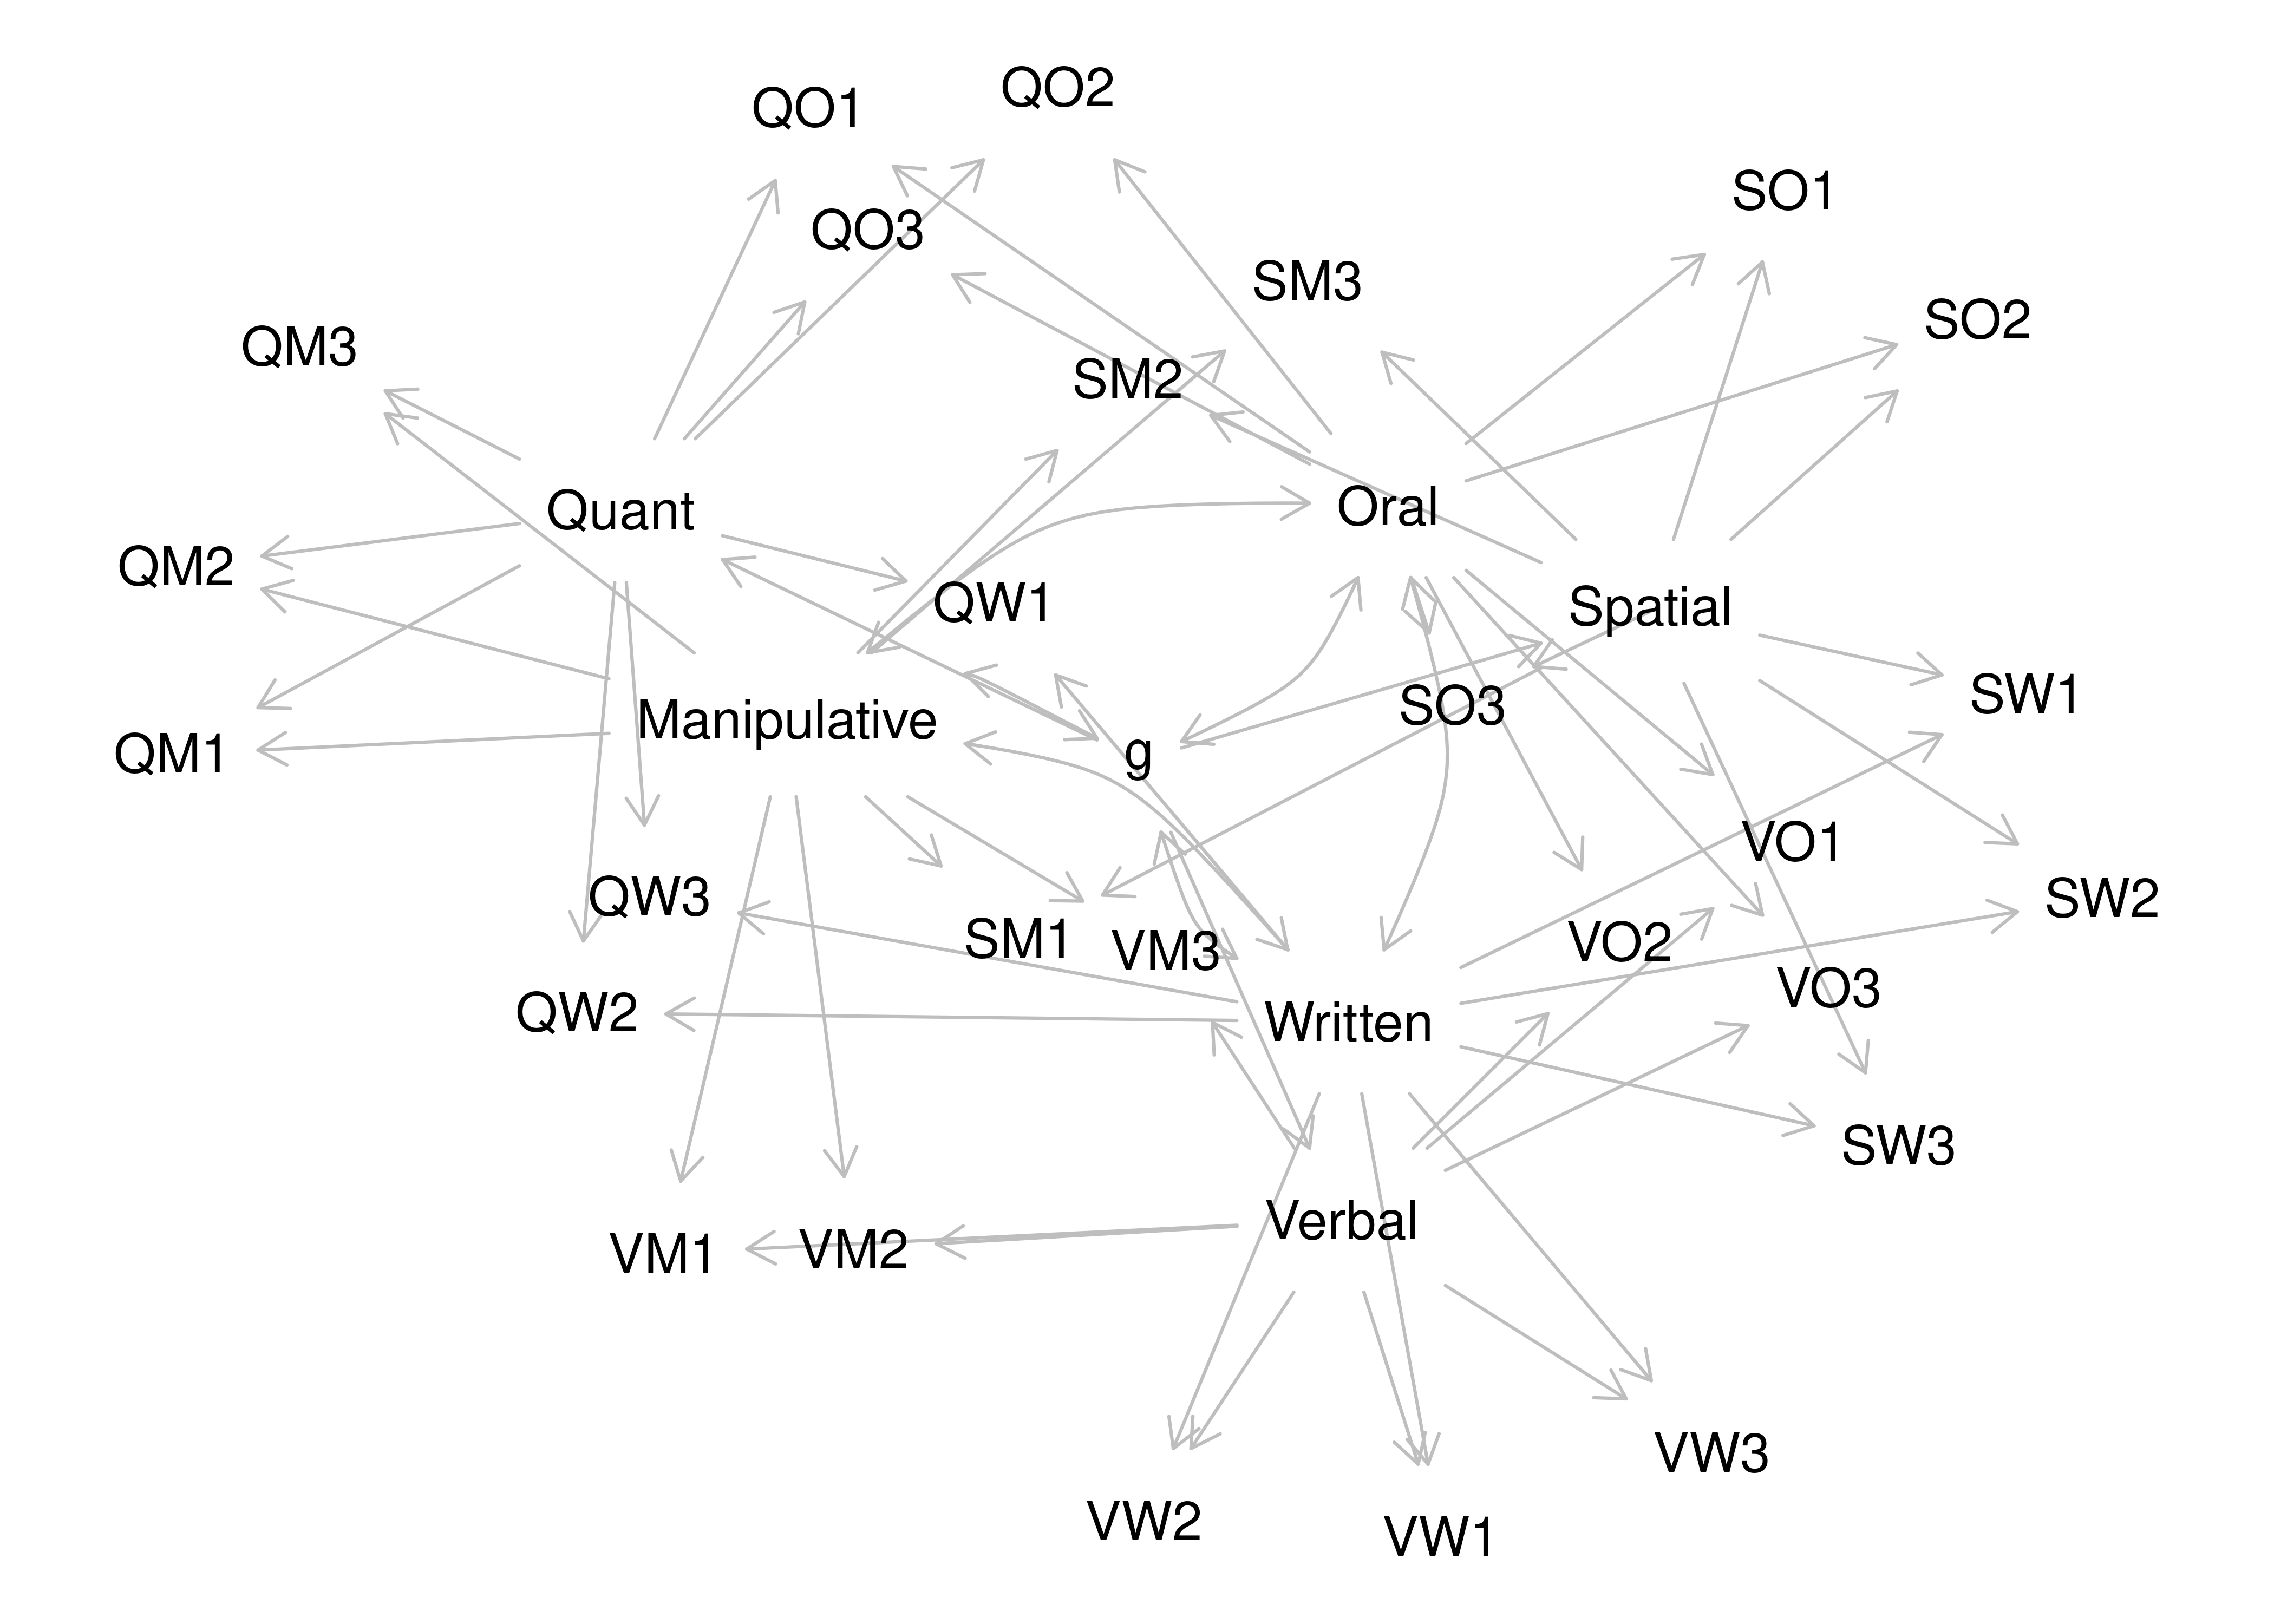 QO2
QO1
SO1
QO3
SM3
SO2
QM3
SM2
Oral
Quant
QM2
QW1
Spatial
SW1
SO3
Manipulative
QM1
g
VO1
QW3
SW2
SM1
VM3
VO2
VO3
QW2
Written
SW3
Verbal
VM1
VM2
VW3
VW2
VW1